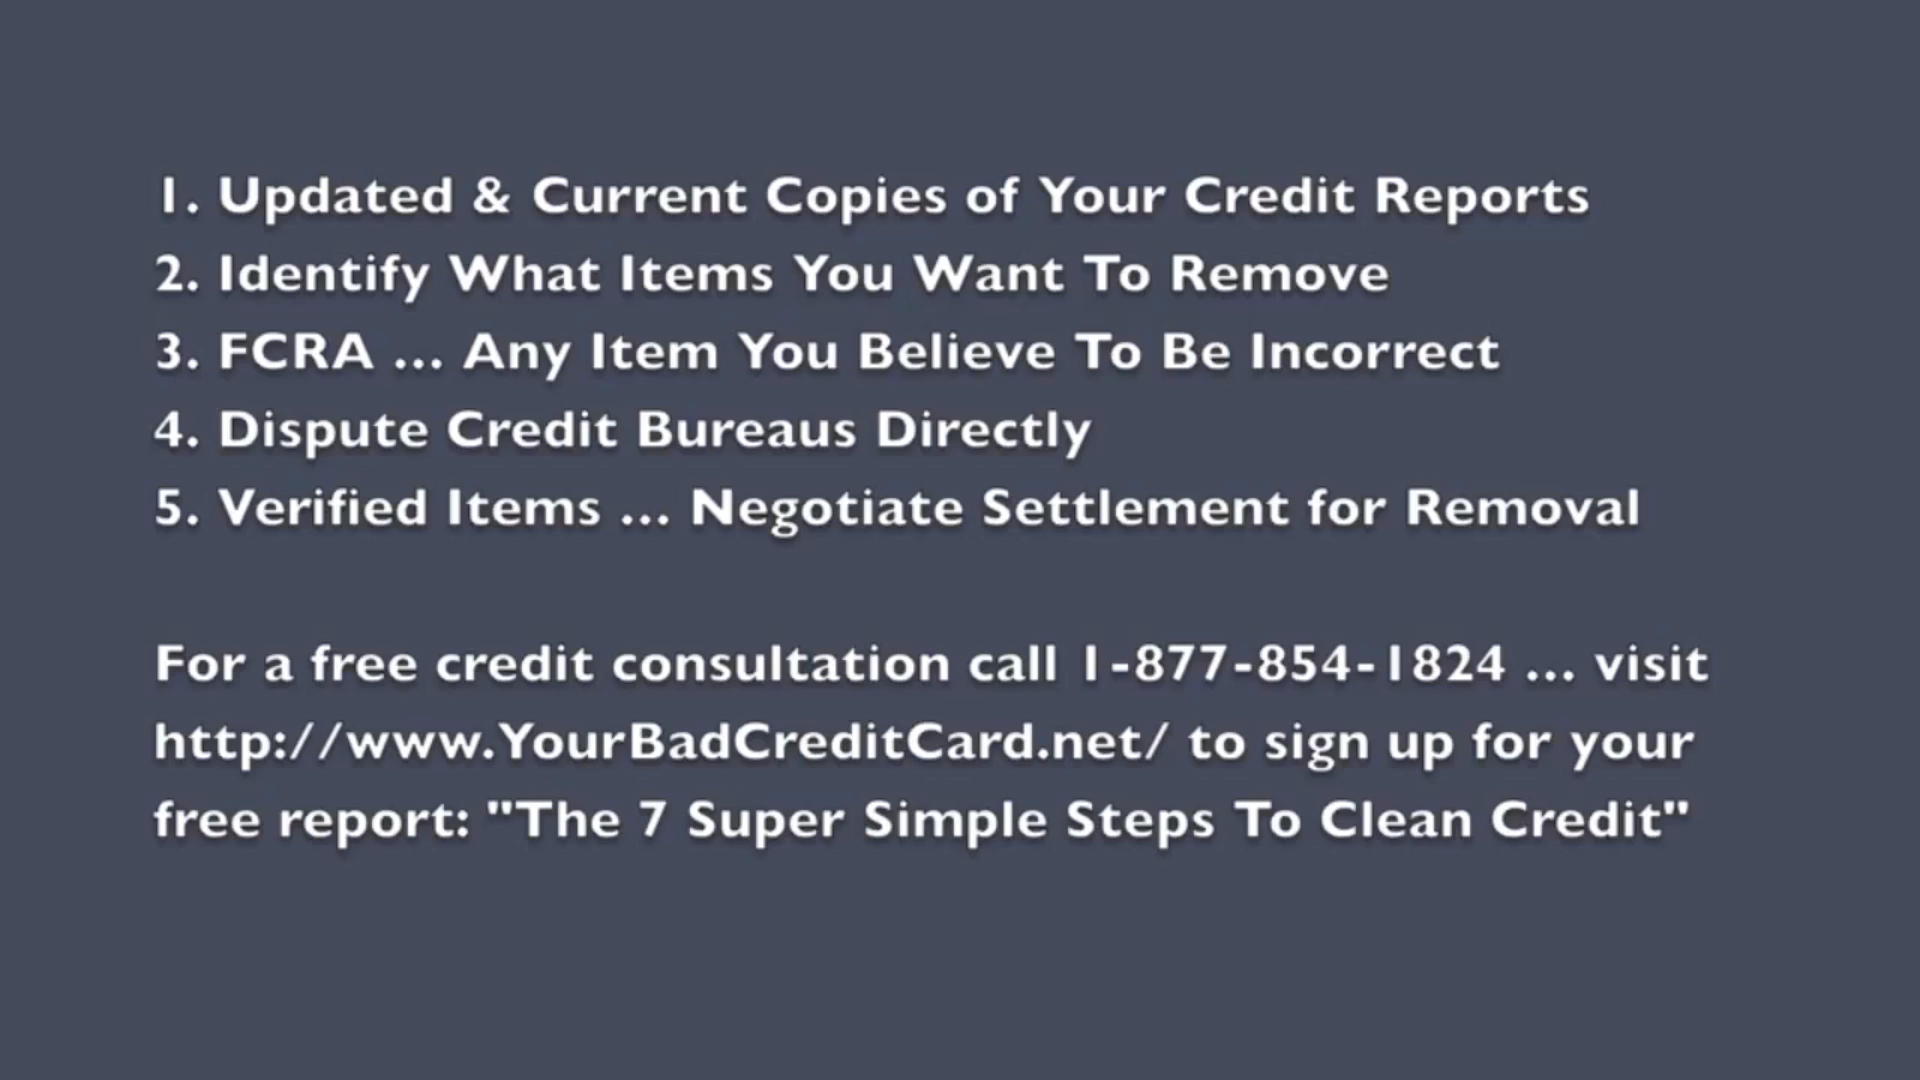 1. Updated & Current Copies of Your Credit Reports
2. Identify What Items You Want To Remove
3. FCRA ... Any Item You Believe To Be Incorrect
4. Dispute Credit Bureaus Directly
5. Verified Items ... Negotiate Settlement for Removal
For a free credit consultation call 1-877-854-1824 ... visit
http://www.YourBadCreditCard.net/ to sign up for your
free report: "The 7 Super Simple Steps To Clean Credit"